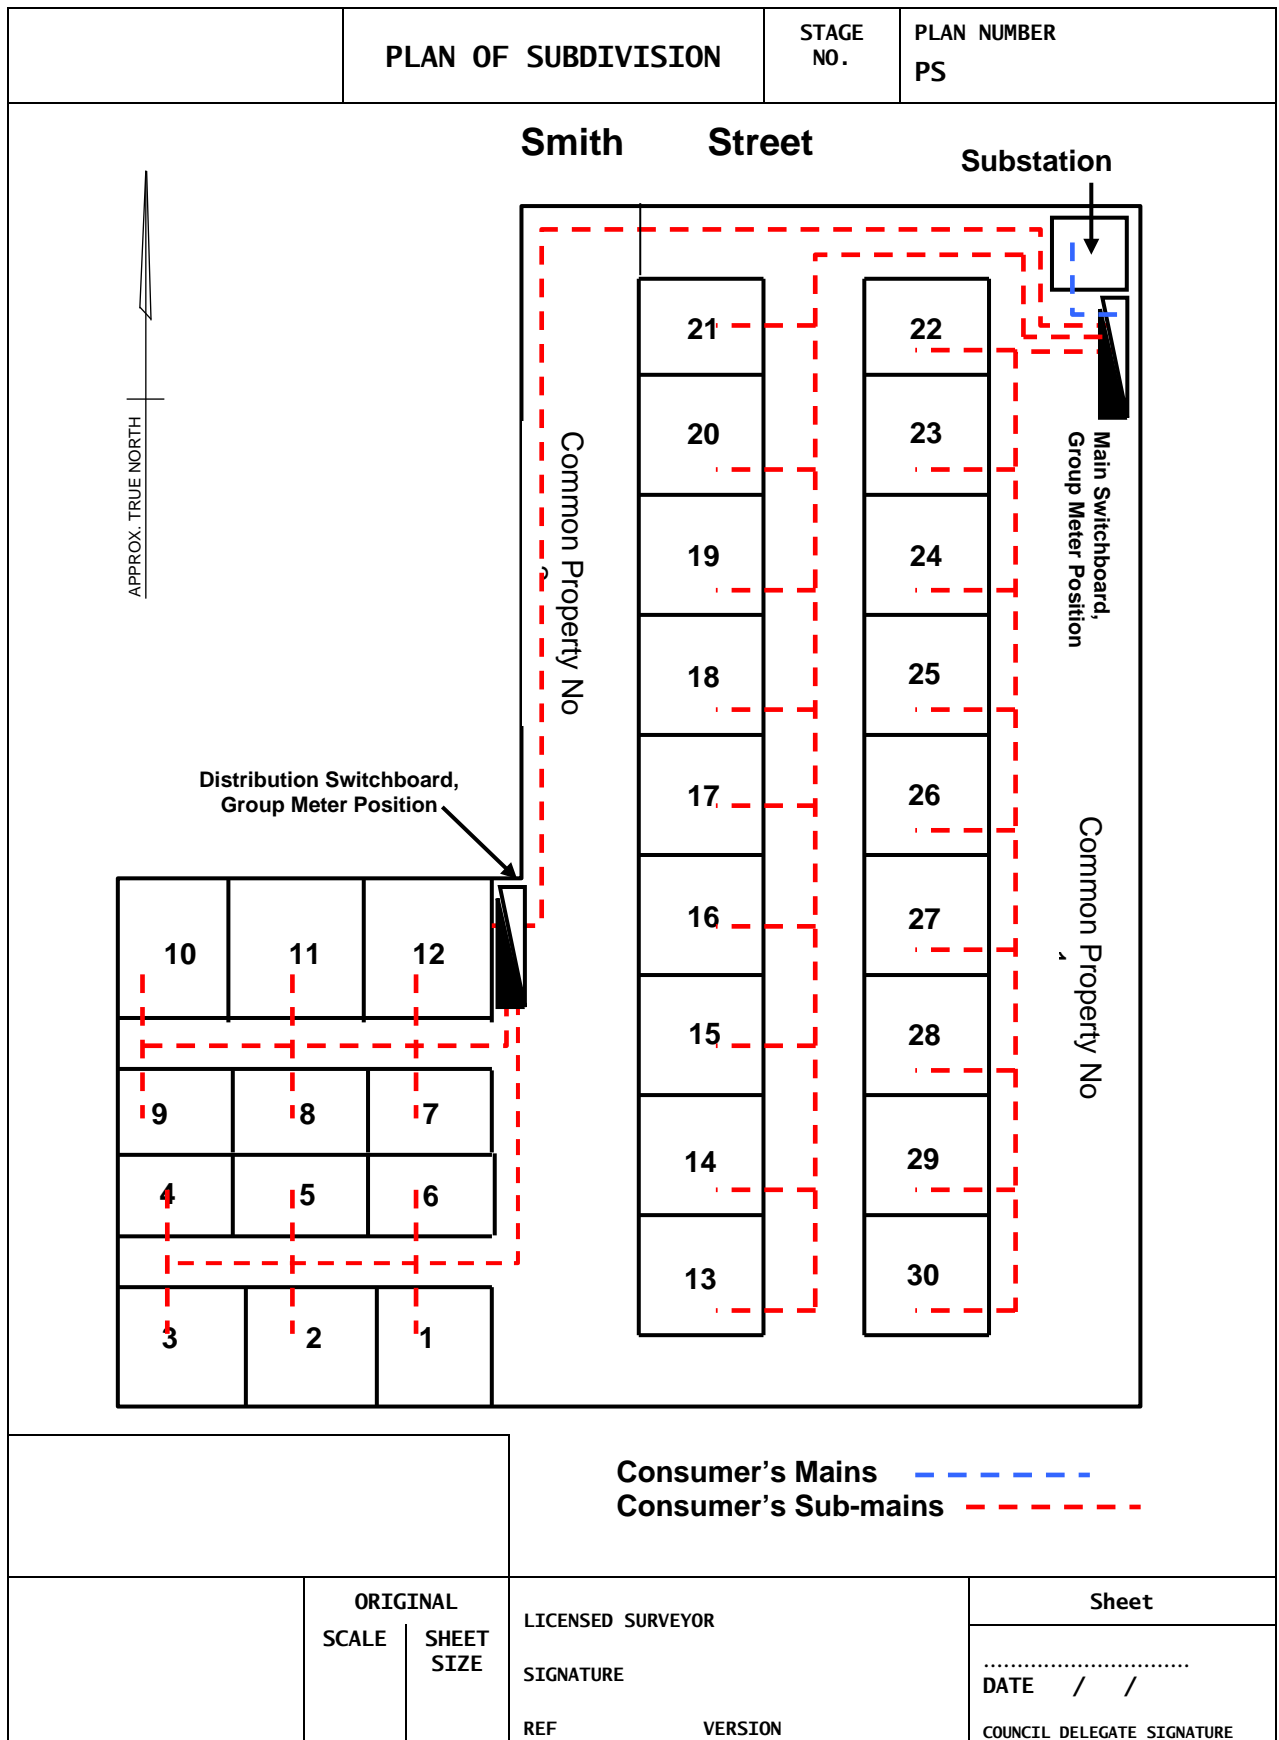 PLAN OF SUBDIVISION
STAGE
NO.
PLAN NUMBER
PS
Smith Street
Substation
APPROX. TRUE NORTH
21
22
20
23
19
24
18
25
17
26
16
27
15
28
14
29
13
30
Common Property No
Main Switchboard,
Group Meter Position
Common Property No
Distribution Switchboard,
Group Meter Position
10
11
12
9
8
7
4
5
6
3
2
1
Consumer’s Mains
Consumer’s Sub-mains
ORIGINAL
SCALE
SHEET
SIZE
LICENSED SURVEYOR
SIGNATURE
REF VERSION
Sheet
..............................
DATE / /
COUNCIL DELEGATE SIGNATURE